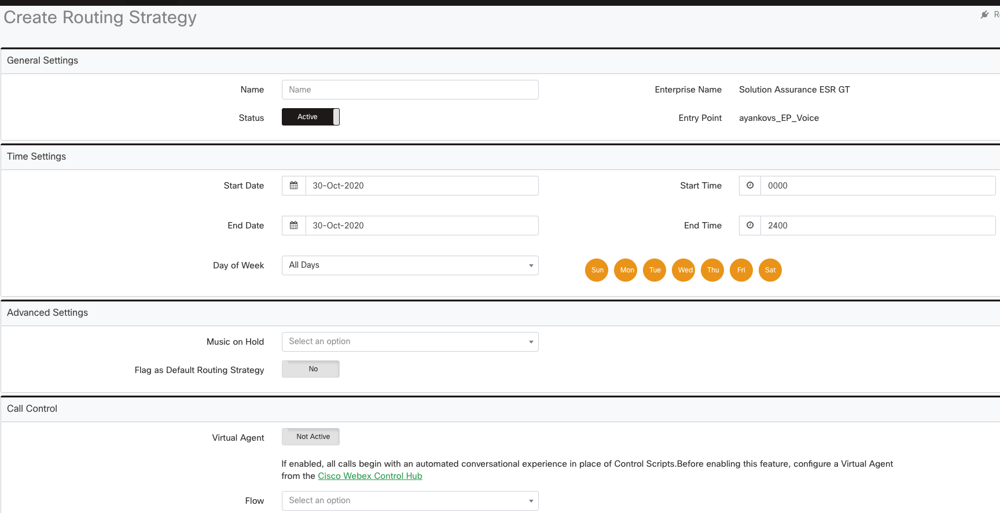 Create Routing Strategy
General Settings
Name Name Enterprise Name Solution Assurance ESR GT
Status Active Entry Point ayankovs_EP_Voice
Time Settings
Start Date 30-Oct-2020 Start Time 0000
End Date 30-Oct-2020 End Time 2400
Day of Week All Days Sun Mon Tue Wed Thu Fri Sat
Advanced Settings
Music on Hold Select an option
Flag as Default Routing Strategy No
Call Control
Virtual Agent Not Active
If enabled, all calls begin with an automated conversational experience in place of Control Scripts.Before enabling this feature, configure a Virtual Agent
from the Cisco Webex Control Hub
Flow Select an option